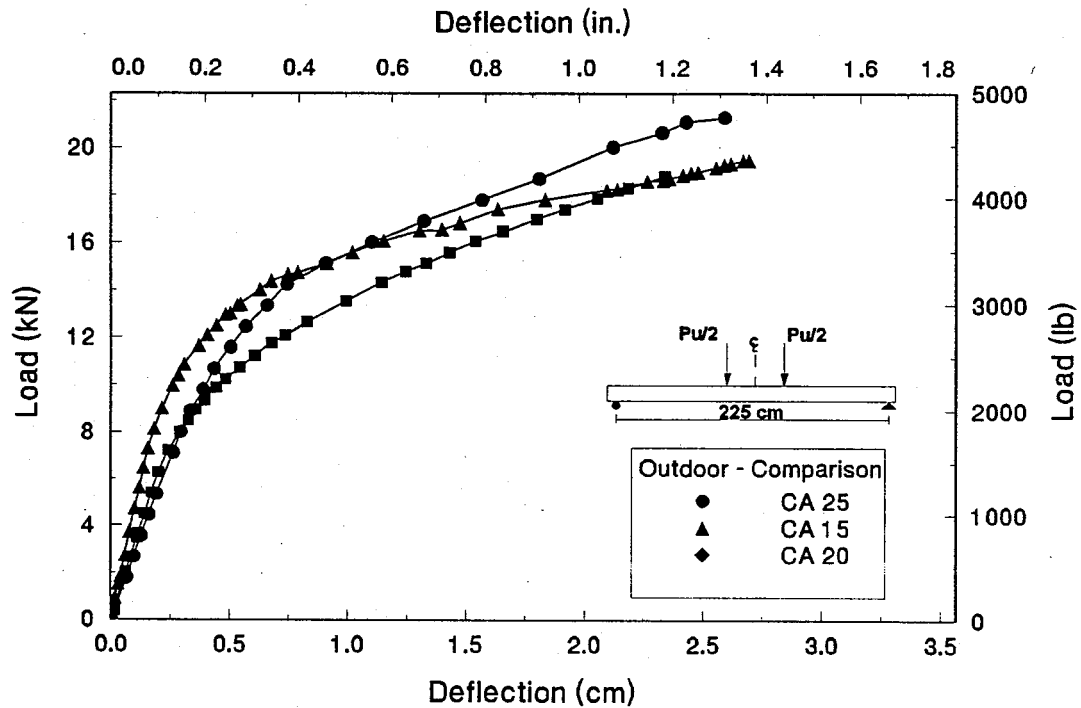 Deflection (in.)
0.0 0.2 0.4 0.6 0.8 1.0 1.2 1.4 1.6 1.8
Load (kN)
20
16
12
8
4
0
5000
4000
3000
2000
1000
0
Load (lb)
Pu/2 ȼ Pu/2
225 cm
Outdoor - Comparison
CA 25
CA 15
CA 20
0.0 0.5 1.0 1.5 2.0 2.5 3.0 3.5
Deflection (cm)